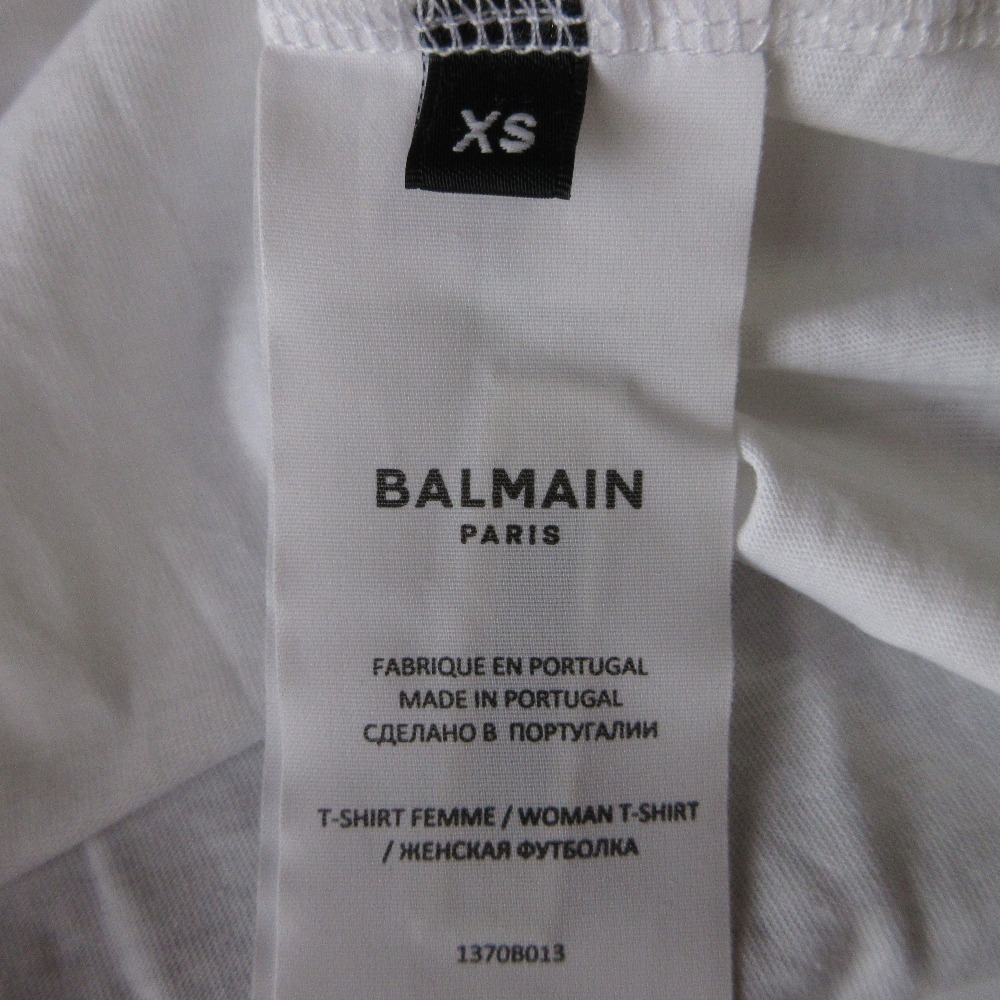 XS
BALMAIN
PARIS
FABRIQUE EN PORTUGAL
MADE IN PORTUGAL
СДЕЛАНО В ПОРТУГАЛИИ
T-SHIRT FEMME / WOMAN T-SHIRT
/ ЖЕНСКАЯ ФУТБОЛКА
1370B013